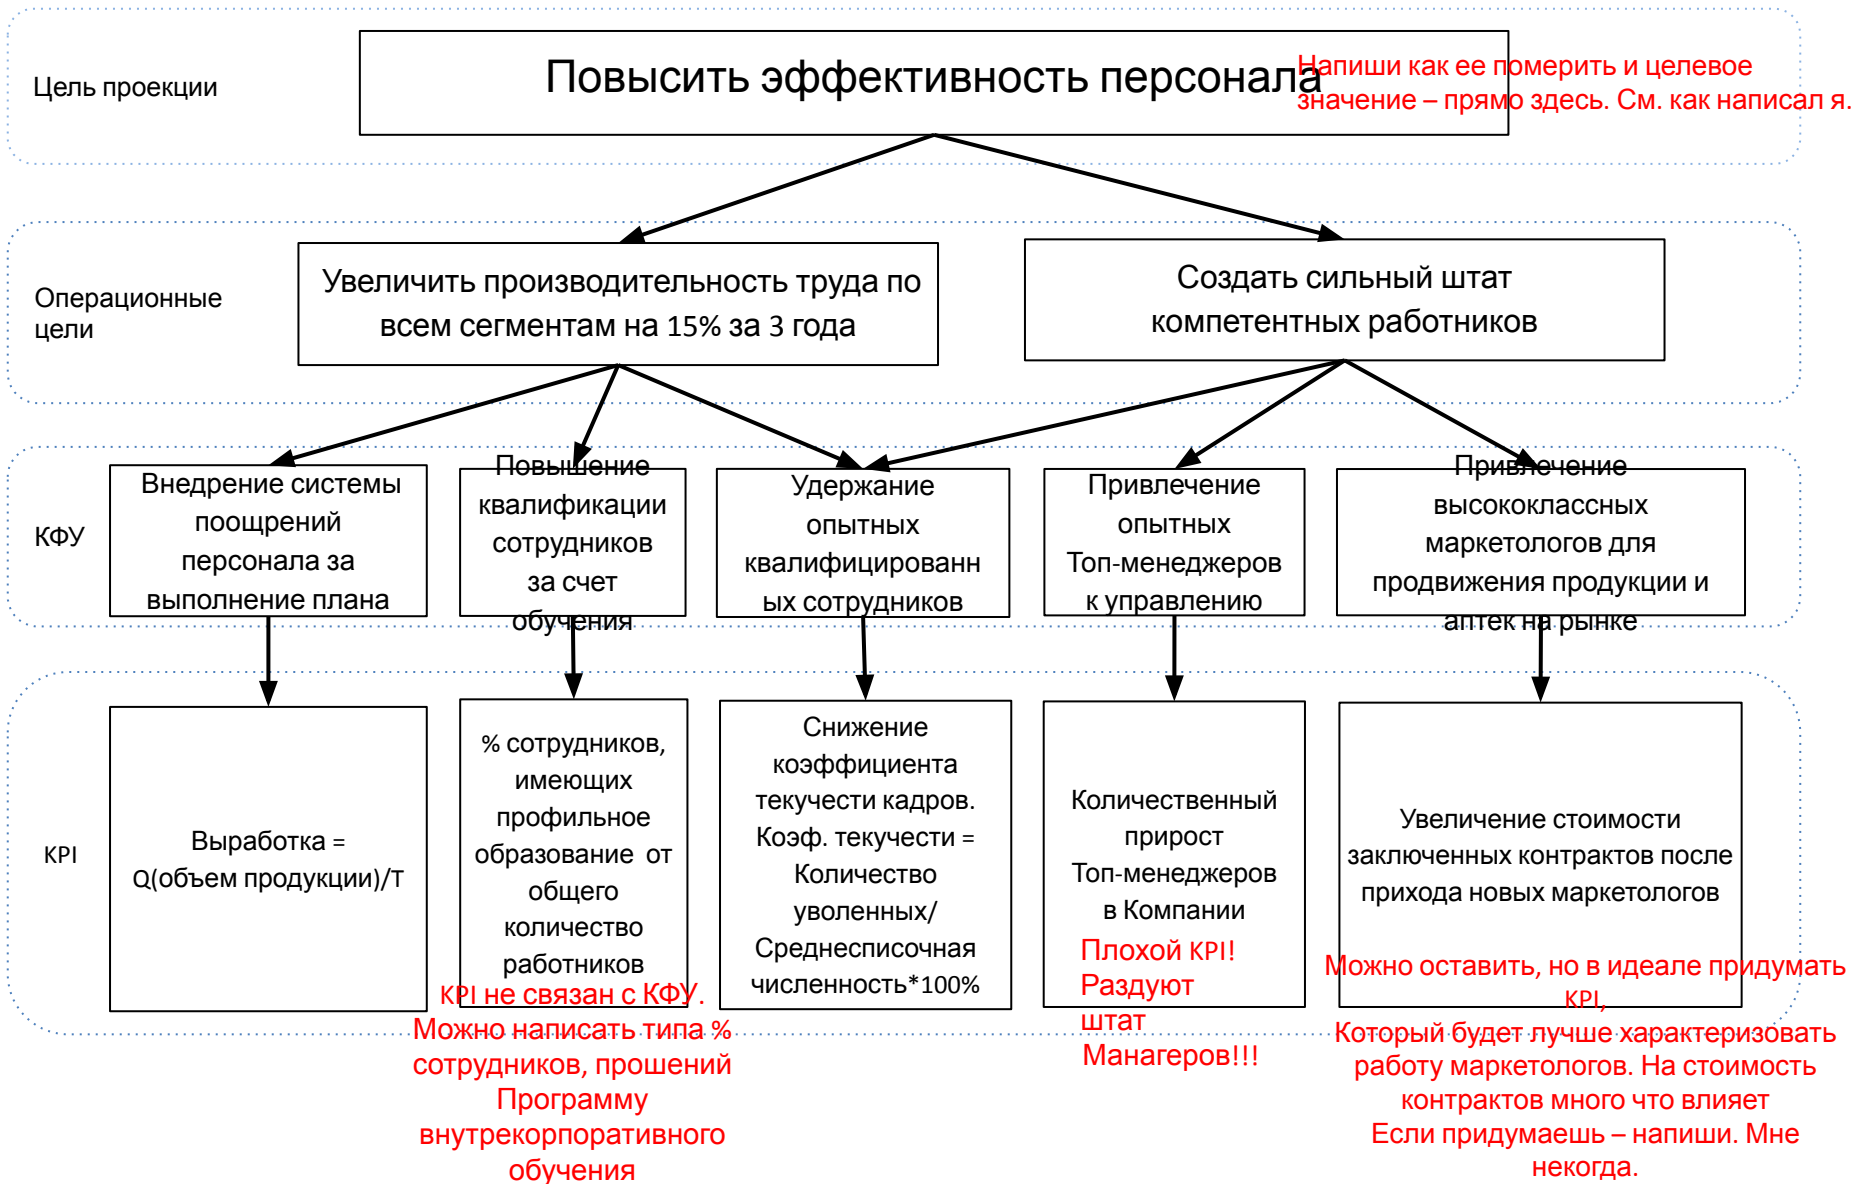 Цель проекции
Повысить эффективность персонала
Напиши как ее померить и целевое
значение – прямо здесь. См. как написал я.
Операционные
цели
Увеличить производительность труда по
всем сегментам на 15% за 3 года
Создать сильный штат
компетентных работников
КФУ
Внедрение системы
поощрений
персонала за
выполнение плана
Повышение
квалификации
сотрудников
за счет
обучения
Удержание
опытных
квалифицированн
ых сотрудников
Привлечение
опытных
Топ-менеджеров
к управлению
Привлечение
высококлассных
маркетологов для
продвижения продукции и
аптек на рынке
KPI
Выработка =
Q(объем продукции)/T
% сотрудников,
имеющих
профильное
образование от
общего
количество
работников
KPI не связан с КФУ.
Можно написать типа %
сотрудников, прошений
Программу
внутрекорпоративного
обучения
Снижение
коэффициента
текучести кадров.
Коэф. текучести =
Количество
уволенных/
Среднесписочная
численность*100%
Количественный
прирост
Топ-менеджеров
в Компании
Плохой KPI!
Раздуют
штат
Манагеров!!!
Увеличение стоимости
заключенных контрактов после
прихода новых маркетологов
Можно оставить, но в идеале придумать
KPI,
Который будет лучше характеризовать
работу маркетологов. На стоимость
контрактов много что влияет
Если придумаешь – напиши. Мне
некогда.